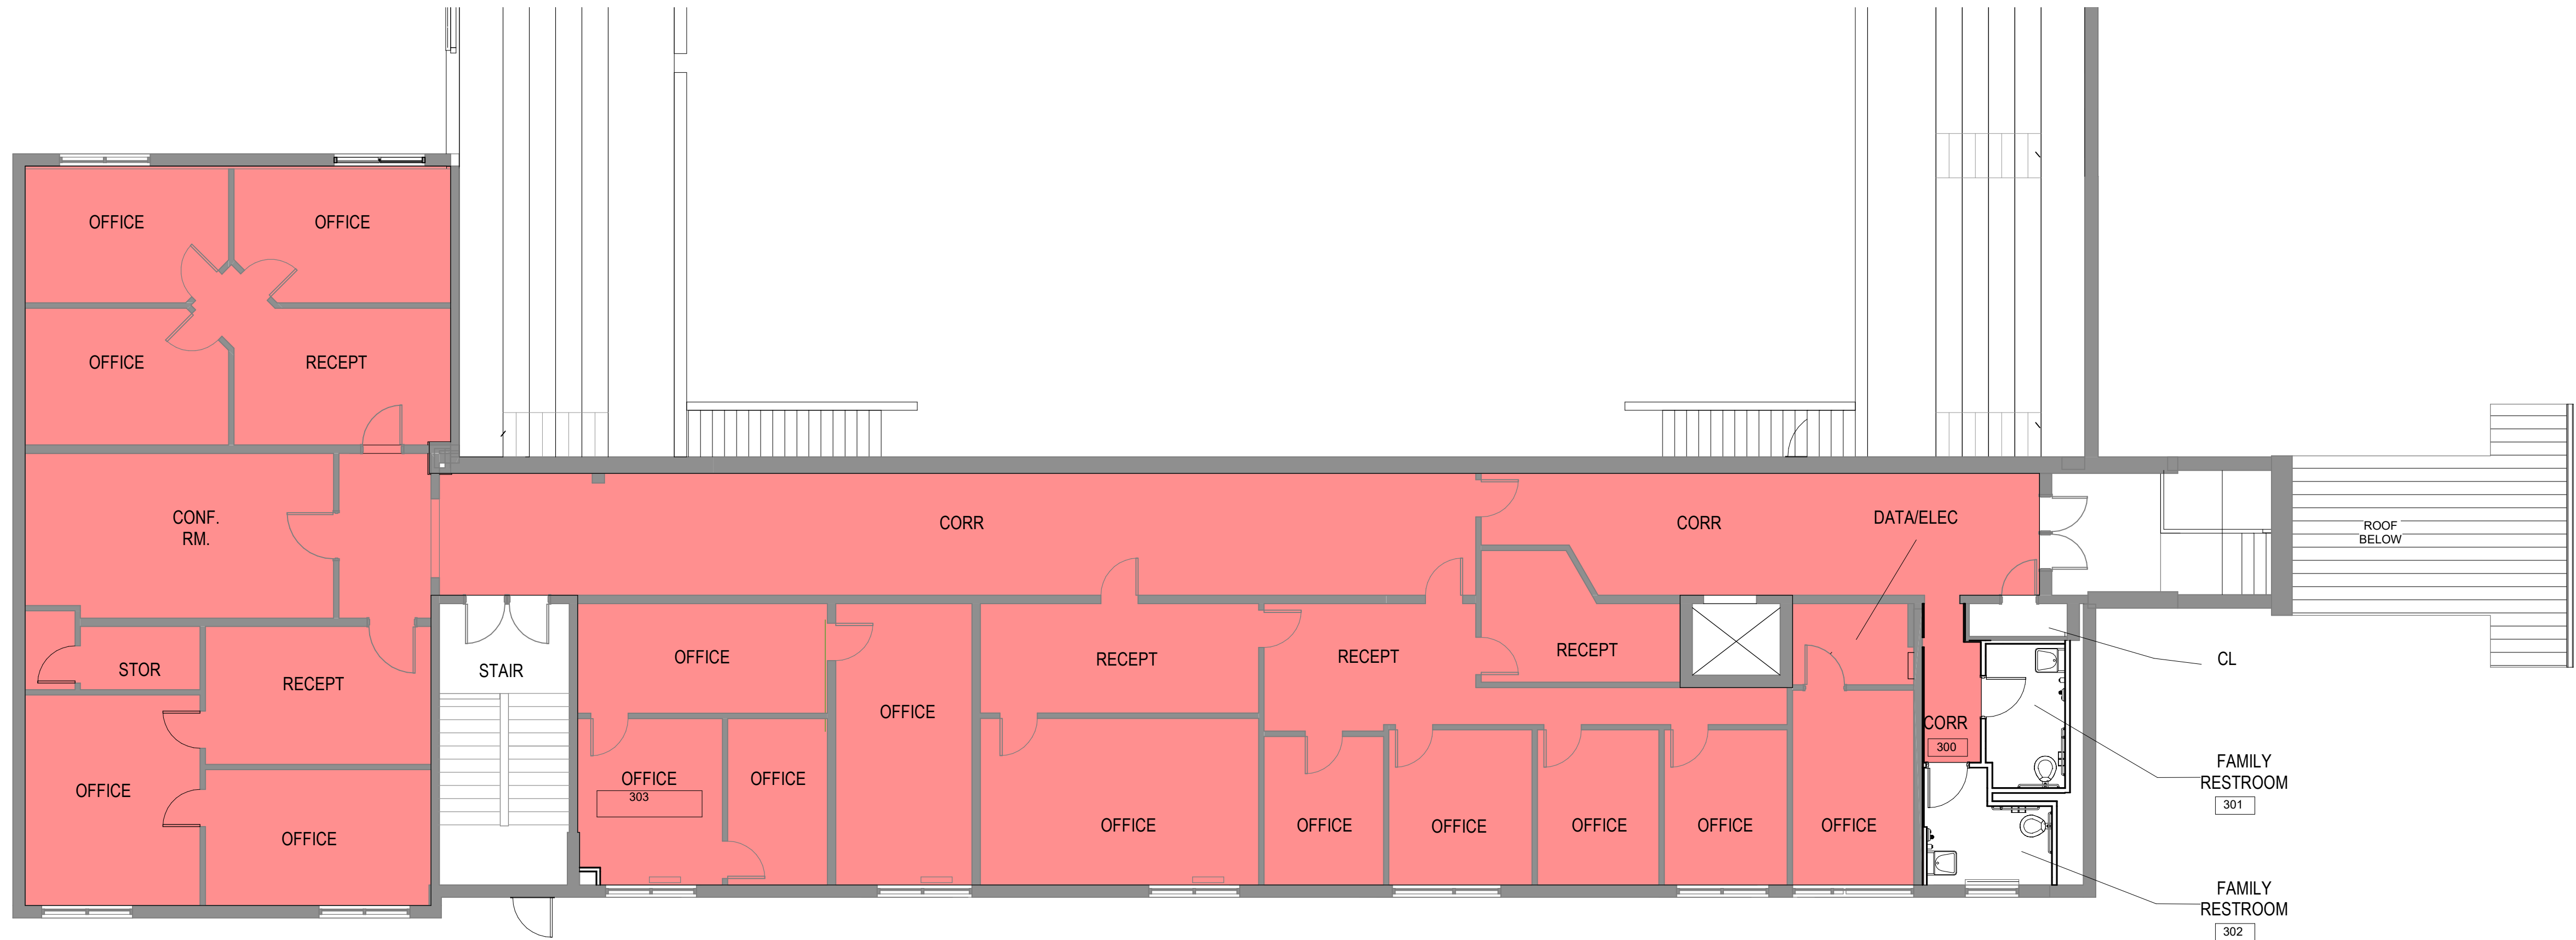 OFFICE
OFFICE
OFFICE
RECEPT
CONF.
RM.
CORR
CORR
DATA/ELEC
ROOF
BELOW
STOR
RECEPT
STAIR
OFFICE
OFFICE
RECEPT
RECEPT
RECEPT
CL
OFFICE
OFFICE
OFFICE
303
OFFICE
OFFICE
OFFICE
OFFICE
OFFICE
OFFICE
OFFICE
OFFICE
CORR
300
FAMILY
RESTROOM
301
FAMILY
RESTROOM
302